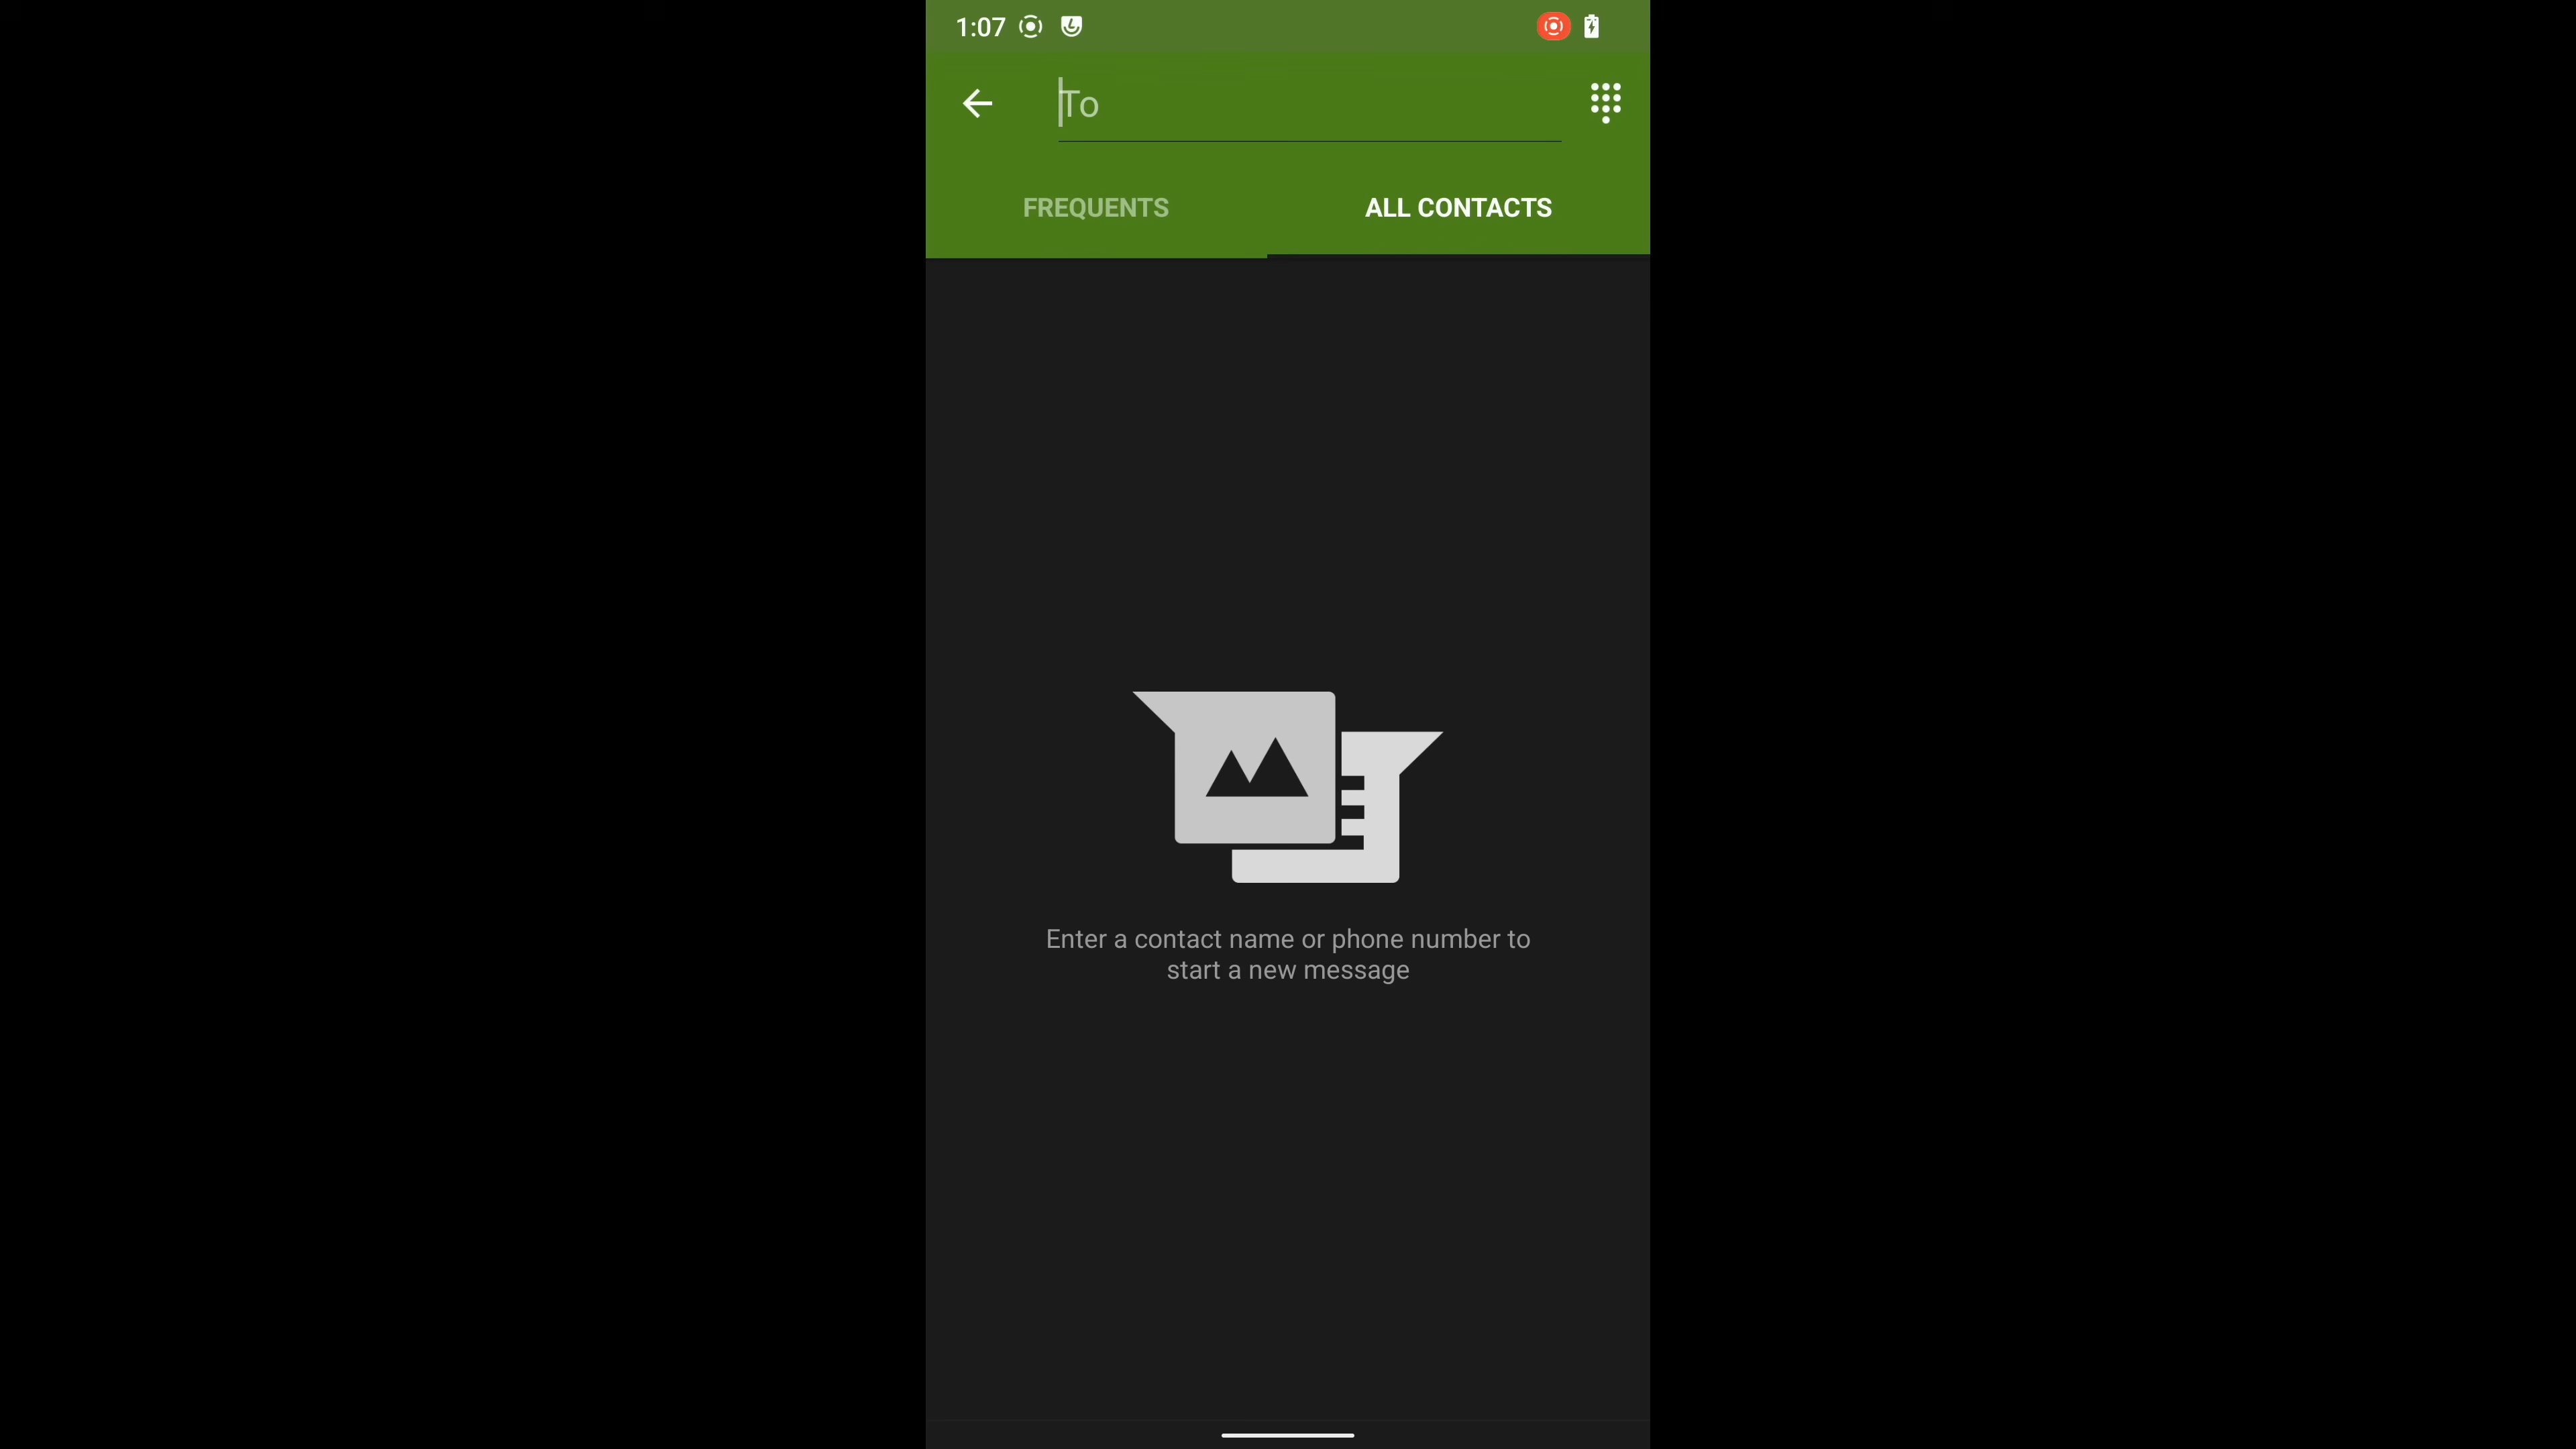 1:07
To
FREQUENTS
ALL CONTACTS
Enter a contact name or phone number to
start a new message